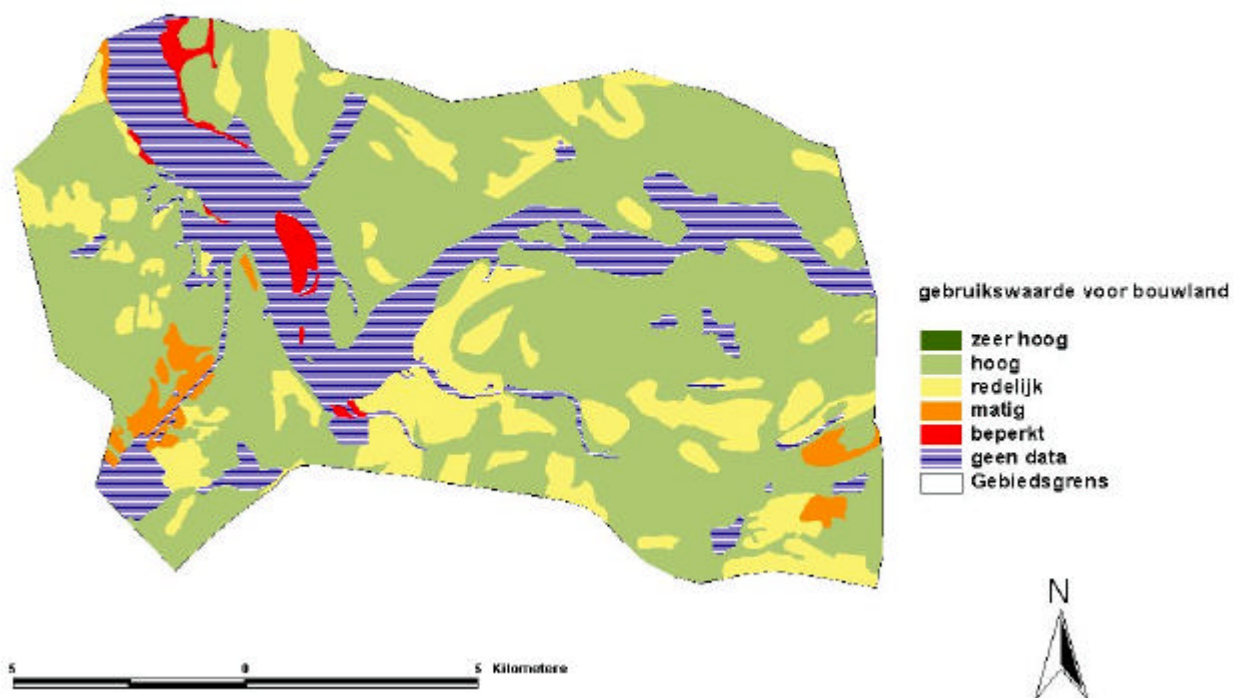 gebruikswaarde voor bouwland
zeer hoog
hoog
redelijk
matig
beperkt
geen data
Gebiedsgrens
N
5 0 5 Kilometers